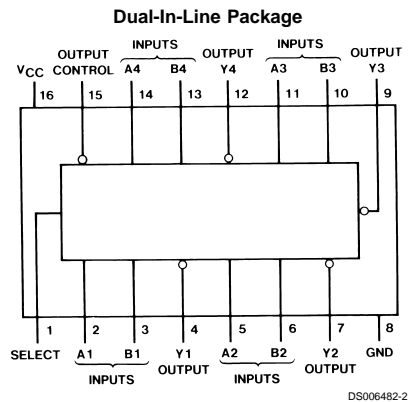 Dual-In-Line Package
VCC
OUTPUT CONTROL
INPUTS
A4 B4
OUTPUT Y4
INPUTS
A3 B3
OUTPUT Y3
16 15 14 13 12 11 10 9
1 2 3 4 5 6 7 8
SELECT A1 B1 Y1 A2 B2 Y2 GND
INPUTS OUTPUT INPUTS OUTPUT
DS006482-2